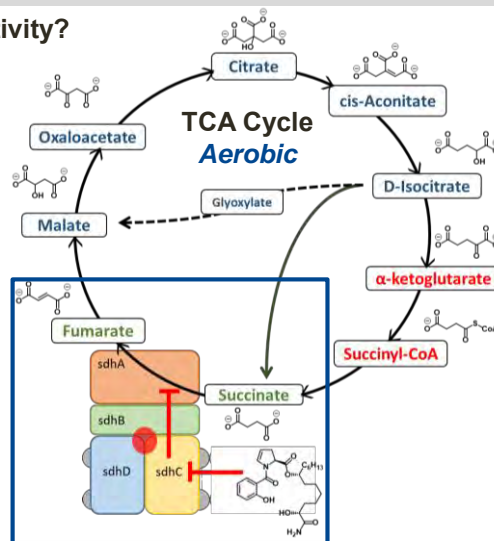 tivity?
Citrate
cis-Aconitate
TCA Cycle
Aerobic
Oxaloacetate
D-Isocitrate
Glyoxylate
Malate
α-ketoglutarate
Fumarate
Succinyl-CoA
sdhA
Succinate
sdhB
sdhD
sdhC